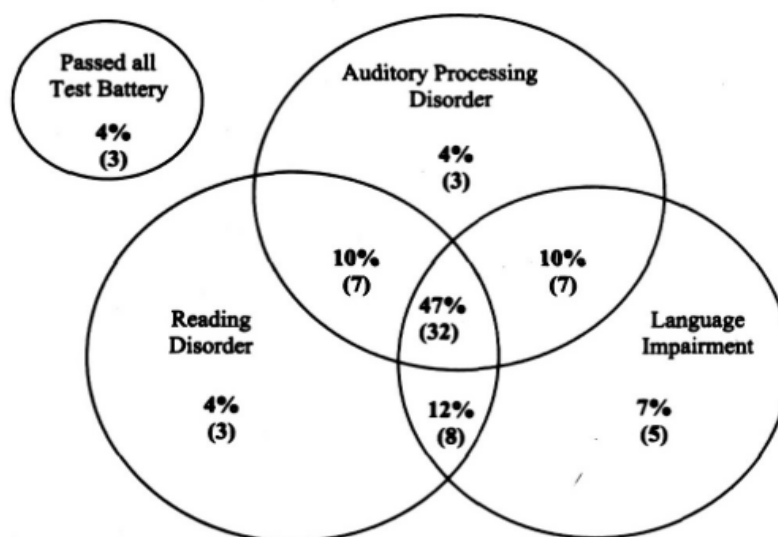 Passed all
Test Battery
4%
(3)
Auditory Processing
Disorder
4%
(3)
10%
(7)
10%
(7)
47%
(32)
Reading
Disorder
4%
(3)
Language
Impairment
12%
(8)
7%
(5)